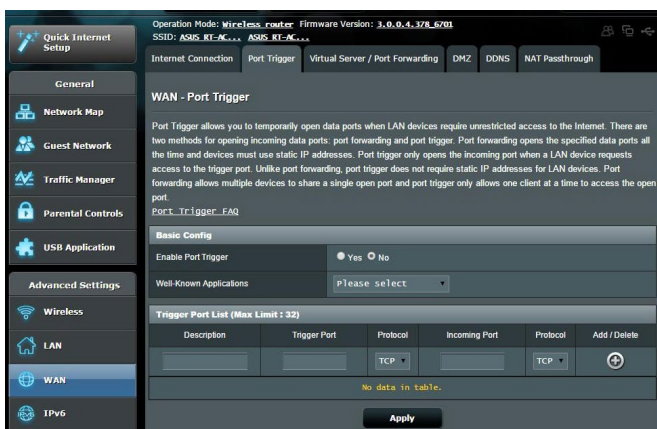 Quick Internet
Setup
General
Network Map
Guest Network
Traffic Manager
Parental Controls
USB Application
Advanced Settings
Wireless
LAN
WAN
IPv6
Operation Mode: Wireless router Firmware Version: 3.0.0.4.378_6701
SSID: ASUS RT-AC... ASUS RT-AC...
Internet Connection Port Trigger Virtual Server / Port Forwarding DMZ DDNS NAT Passthrough
WAN - Port Trigger
Port Trigger allows you to temporarily open data ports when LAN devices require unrestricted access to the Internet. There are
two methods for opening incoming data ports: port forwarding and port trigger. Port forwarding opens the specified data ports all
the time and devices must use static IP addresses. Port trigger only opens the incoming port when a LAN device requests
access to the trigger port. Unlike port forwarding, port trigger does not require static IP addresses for LAN devices. Port
forwarding allows multiple devices to share a single open port and port trigger only allows one client at a time to access the open
port.
Port Trigger FAQ
Basic Config
Enable Port Trigger Yes No
Well-Known Applications Please select
Trigger Port List (Max Limit : 32)
Description Trigger Port Protocol Incoming Port Protocol Add / Delete
TCP TCP
No data in table.
Apply